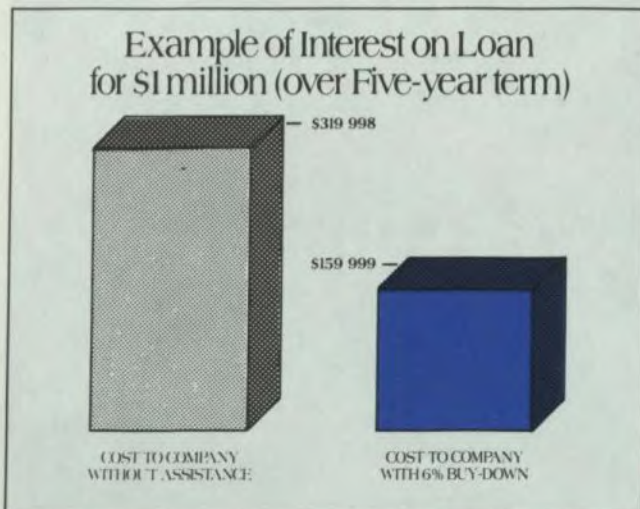 Example of Interest on Loan
for $1 million (over Five-year term)
$319 998
$159 999
COST TO COMPANY
WITHOUT ASSISTANCE
COST TO COMPANY
WITH 6% BUY-DOWN